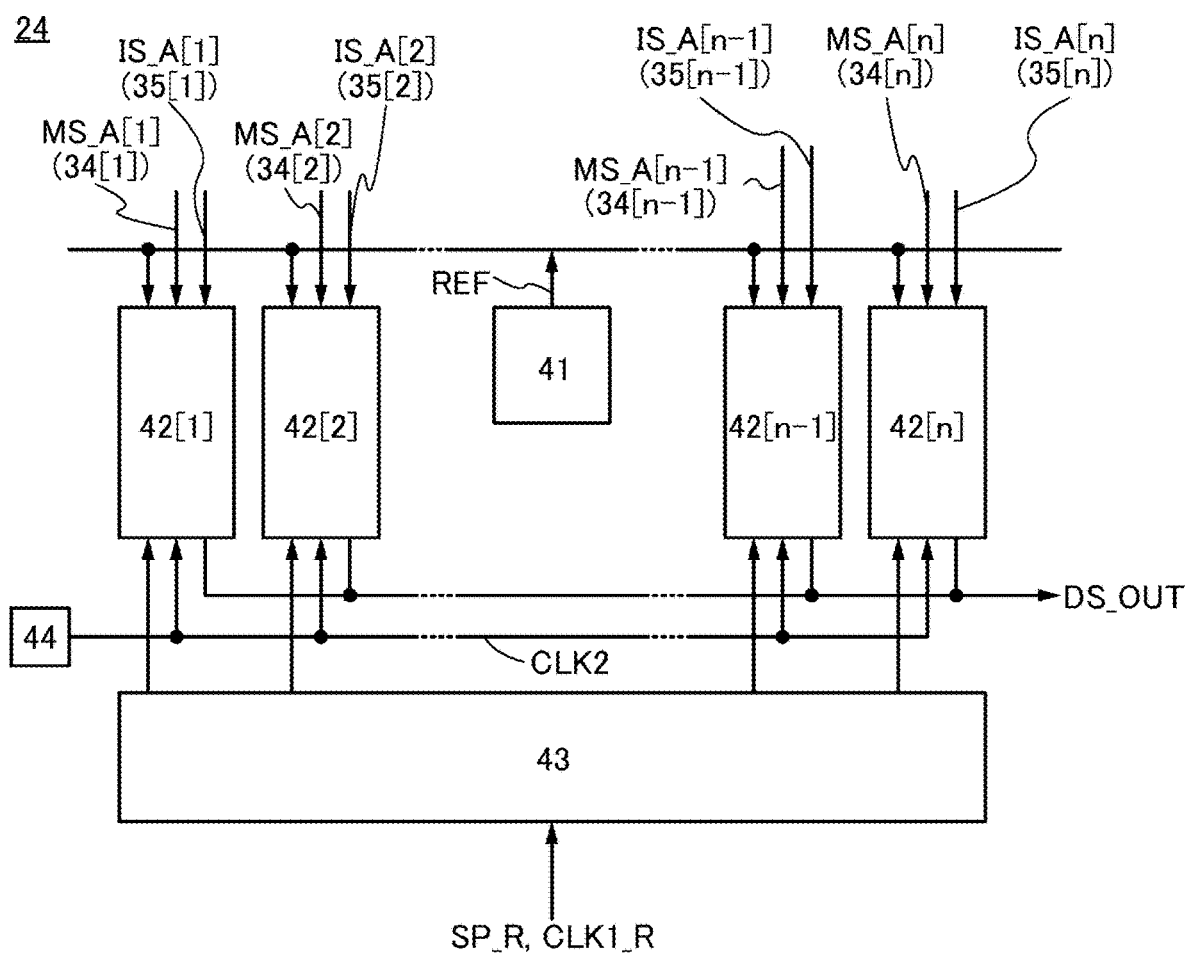 24
IS_A[1]
(35[1])
IS_A[2]
(35[2])
IS_A[n-1]
(35[n-1])
MS_A[n]
(34[n])
IS_A[n]
(35[n])
MS_A[1]
(34[1])
MS_A[2]
(34[2])
MS_A[n-1]
(34[n-1])
REF
41
42[1]
42[2]
42[n-1]
42[n]
DS_OUT
44
CLK2
43
SP_R, CLK1_R